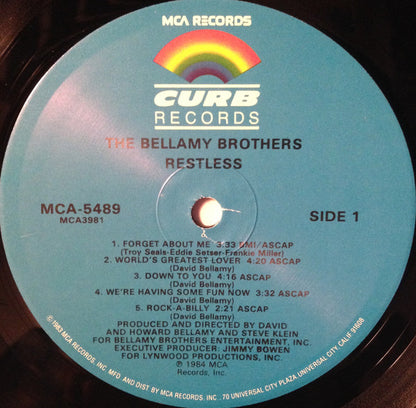 MCA RECORDS
CURB
RECORDS
THE BELLAMY BROTHERS
RESTLESS
MCA-5489
MCA3981
SIDE 1
1. FORGET ABOUT ME 3:33 BMI/ASCAP
(Troy Seals-Eddie Setser-Frankie Miller)
2. WORLD'S GREATEST LOVER 4:20 ASCAP
(David Bellamy)
3. DOWN TO YOU 4:16 ASCAP
(David Bellamy)
4. WE'RE HAVING SOME FUN NOW 3:32 ASCAP
(David Bellamy)
5. ROCK-A-BILLY 2:21 ASCAP
(David Bellamy)
PRODUCED AND DIRECTED BY DAVID
AND HOWARD BELLAMY AND STEVE KLEIN
FOR BELLAMY BROTHERS ENTERTAINMENT, INC.
EXECUTIVE PRODUCER: JIMMY BOWEN
FOR LYNWOOD PRODUCTIONS, INC.
℗ 1984 MCA
Records, Inc.
©1983 MCA RECORDS, INC. MFD AND DIST BY MCA RECORDS, INC. · 70 UNIVERSAL CITY PLAZA, UNIVERSAL CITY, CALIF. 91608